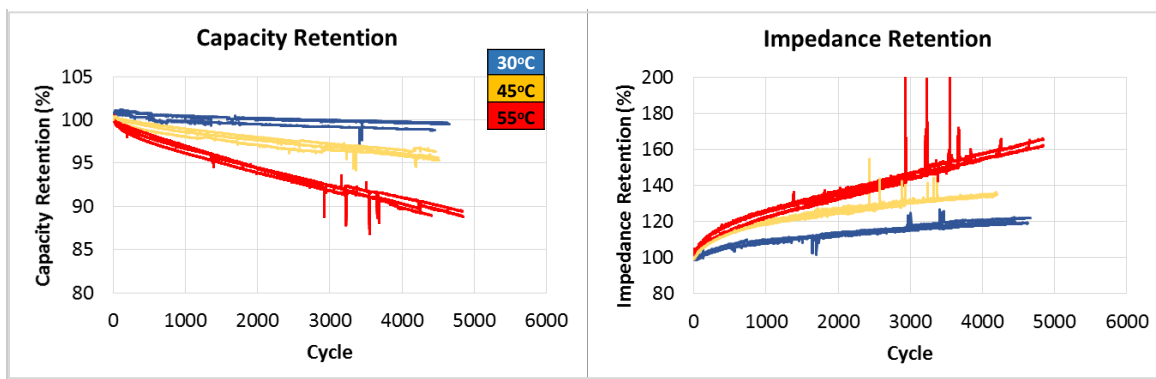 Capacity Retention
30°C
45°C
55°C
Capacity Retention (%)
105
100
95
90
85
80
0 1000 2000 3000 4000 5000 6000
Cycle
Impedance Retention
Impedance Retention (%)
200
180
160
140
120
100
80
0 1000 2000 3000 4000 5000 6000
Cycle